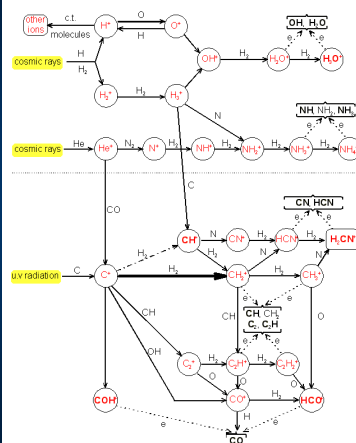 other ions
c.t.
molecules
H⁺
O
H
O⁺
OH, H₂O
cosmic rays
H
H₂
OH⁺
H₂
H₂O⁺
H₂
H₃O⁺
e
e
H₂⁺
H₂
H₃⁺
N
NH, NH₂, NH₃
e
e
cosmic rays
He
He⁺
N₂
N⁺
H₂
NH⁺
H₂
NH₂⁺
H₂
NH₃⁺
H₂
NH₄
C
CN, HCN
e
e
CO
CH⁺
N
CN⁺
H₂
HCN⁺
H₂
H₂CN⁺
H₂
H₂
N
N
u.v radiation
C
C⁺
H₂
CH₂⁺
H₂
CH₃⁺
e
e
CH, CH₂
C₂, C₂H
CH
CH
O
OH
e
e
C₂⁺
H₂
C₂H⁺
H₂
C₂H₂⁺
O
O
O
COH⁺
CO⁺
H₂
HCO⁺
H
e
e
CO